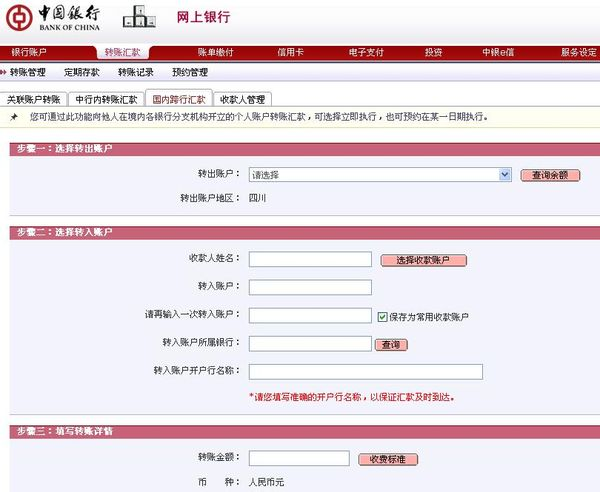 中国银行 网上银行
BANK OF CHINA
银行账户 转账汇款 账单缴付 信用卡 电子支付 投资 中银e信 服务设定
转账管理 定期存款 转账记录 预约管理
关联账户转账 中行内转账汇款 国内跨行汇款 收款人管理
您可通过此功能向他人在境内各银行分支机构开立的个人账户转账汇款，可选择立即执行，也可预约在某一日期执行。
步骤一：选择转出账户
转出账户： 请选择 查询余额
转出账户地区： 四川
步骤二：选择转入账户
收款人姓名： 选择收款账户
转入账户：
请再输入一次转入账户： 保存为常用收款账户
转入账户所属银行： 查询
转入账户开户行名称：
*请您填写准确的开户行名称，以保证汇款及时到达。
步骤三：填写转账详情
转账金额： 收费标准
币 种： 人民币元